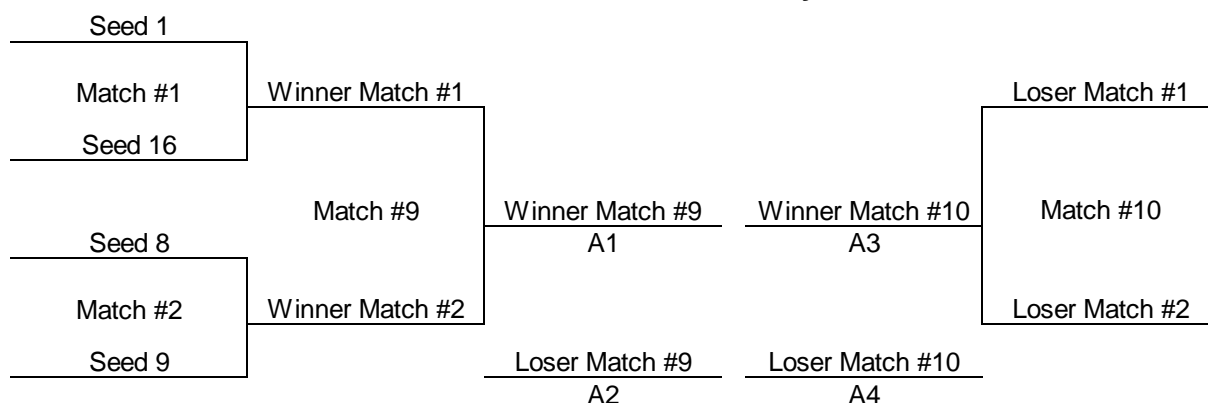 Seed 1
Match #1
Winner Match #1
Loser Match #1
Seed 16
Match #9
Winner Match #9
Winner Match #10
Match #10
Seed 8
A1
A3
Match #2
Winner Match #2
Loser Match #2
Seed 9
Loser Match #9
Loser Match #10
A2
A4